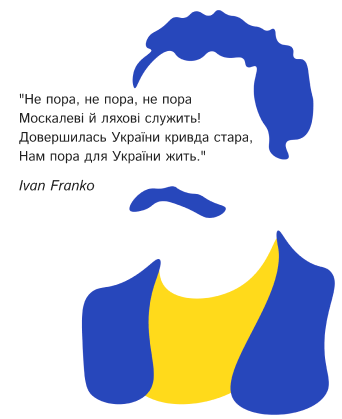 "Не пора, не пора, не пора
Москалеві й ляхові служить!
Довершилась України кривда стара,
Нам пора для України жить."
Ivan Franko